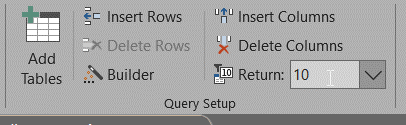 Add
Tables
Insert Rows
Delete Rows
Builder
Insert Columns
Delete Columns
Return: 10
Query Setup